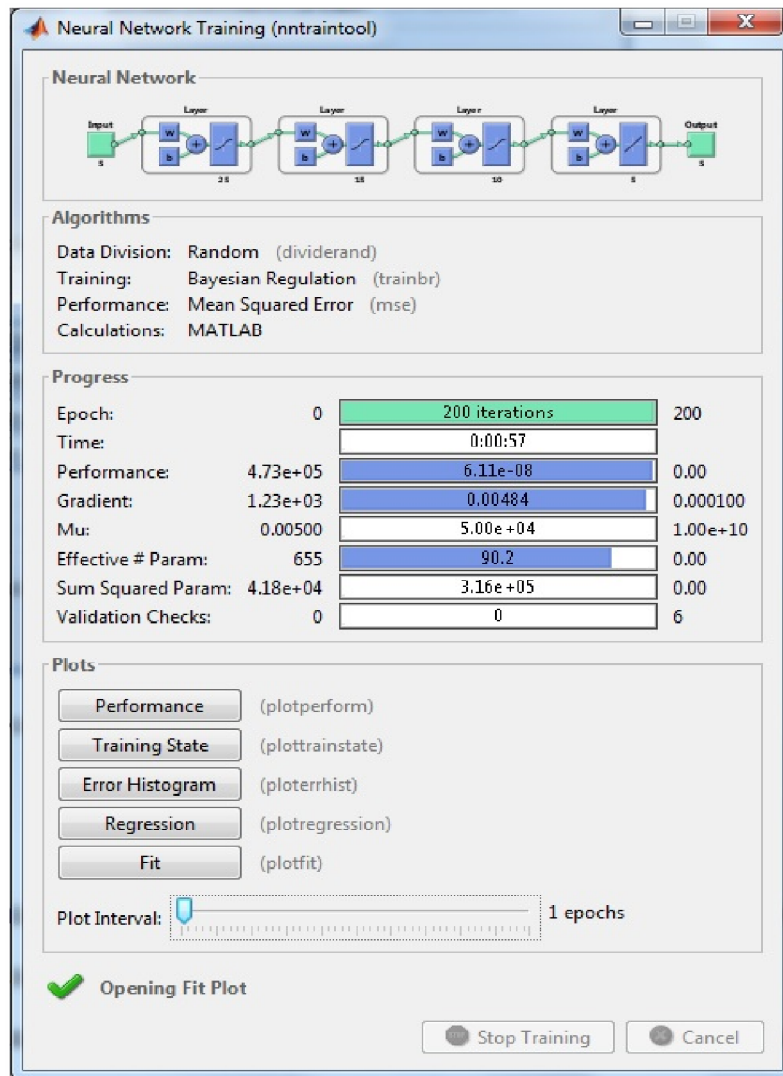 Neural Network Training (nntraintool)
Neural Network
Input
Layer
Layer
Layer
Layer
Output
W
b
+
W
b
+
W
b
+
W
b
+
5
25
15
10
5
5
Algorithms
Data Division: Random (dividerand)
Training: Bayesian Regulation (trainbr)
Performance: Mean Squared Error (mse)
Calculations: MATLAB
Progress
Epoch: 0 200 iterations 200
Time: 0:00:57
Performance: 4.73e+05 6.11e-08 0.00
Gradient: 1.23e+03 0.00484 0.000100
Mu: 0.00500 5.00e+04 1.00e+10
Effective # Param: 655 90.2 0.00
Sum Squared Param: 4.18e+04 3.16e+05 0.00
Validation Checks: 0 0 6
Plots
Performance (plotperform)
Training State (plottrainstate)
Error Histogram (ploterrhist)
Regression (plotregression)
Fit (plotfit)
Plot Interval: 1 epochs
Opening Fit Plot
Stop Training
Cancel